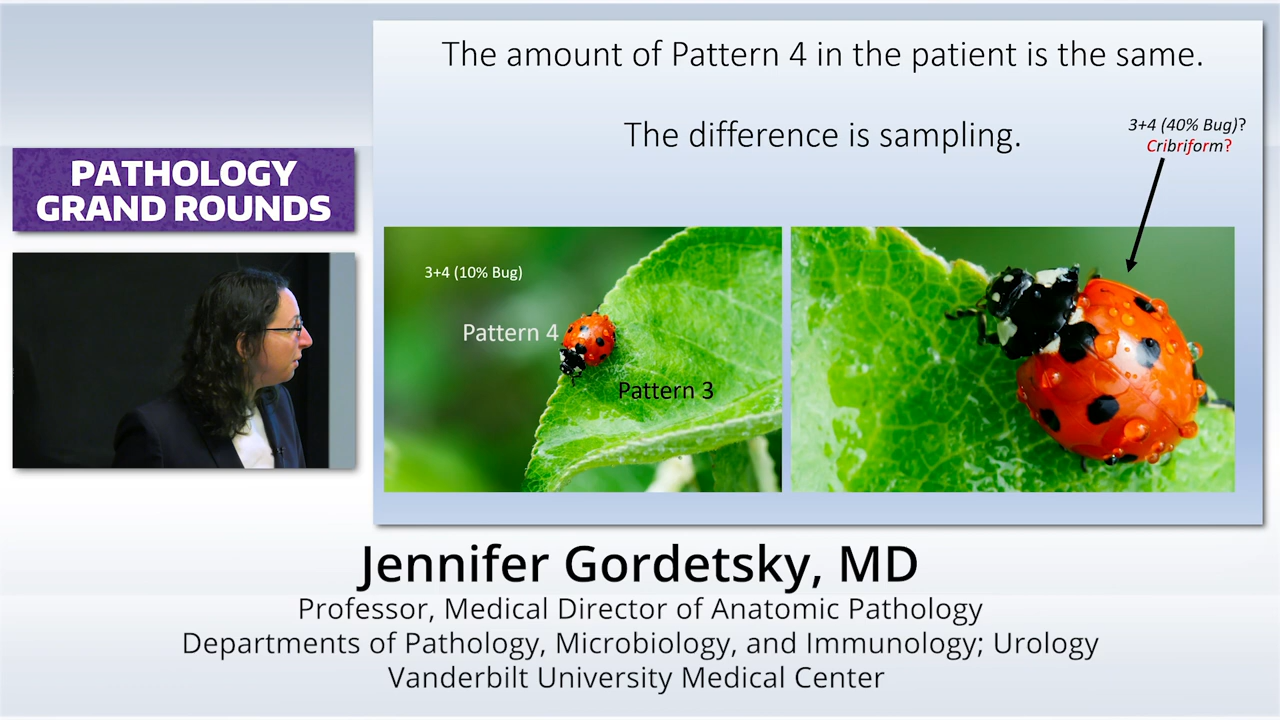 The amount of Pattern 4 in the patient is the same.
The difference is sampling.
3+4 (40% Bug)?
Cribriform?
PATHOLOGY
GRAND ROUNDS
3+4 (10% Bug)
Pattern 4
Pattern 3
Jennifer Gordetsky, MD
Professor, Medical Director of Anatomic Pathology
Departments of Pathology, Microbiology, and Immunology; Urology
Vanderbilt University Medical Center